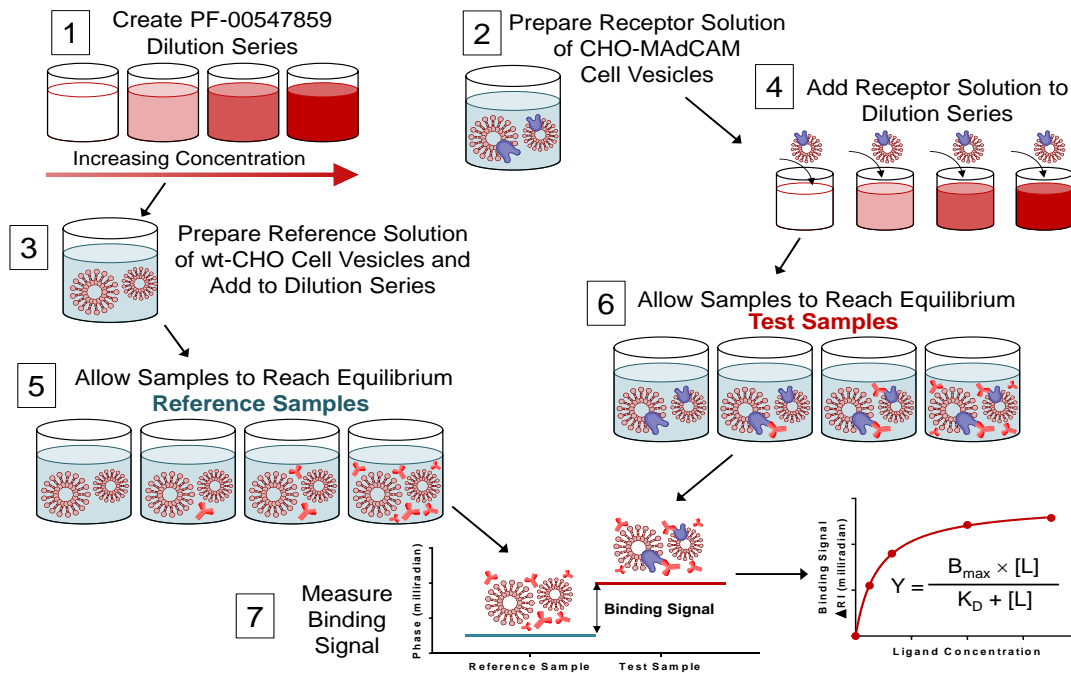 1
Create PF-00547859
Dilution Series
Increasing Concentration
2
Prepare Receptor Solution
of CHO-MAdCAM
Cell Vesicles
3
Prepare Reference Solution
of wt-CHO Cell Vesicles and
Add to Dilution Series
4
Add Receptor Solution to
Dilution Series
5
Allow Samples to Reach Equilibrium
Reference Samples
6
Allow Samples to Reach Equilibrium
Test Samples
7
Measure
Binding
Signal
Phase (milliradian)
Binding Signal
Reference Sample
Test Sample
Binding Signal
▲RI (milliradian)
Y = Bmax × [L]
KD + [L]
Ligand Concentration